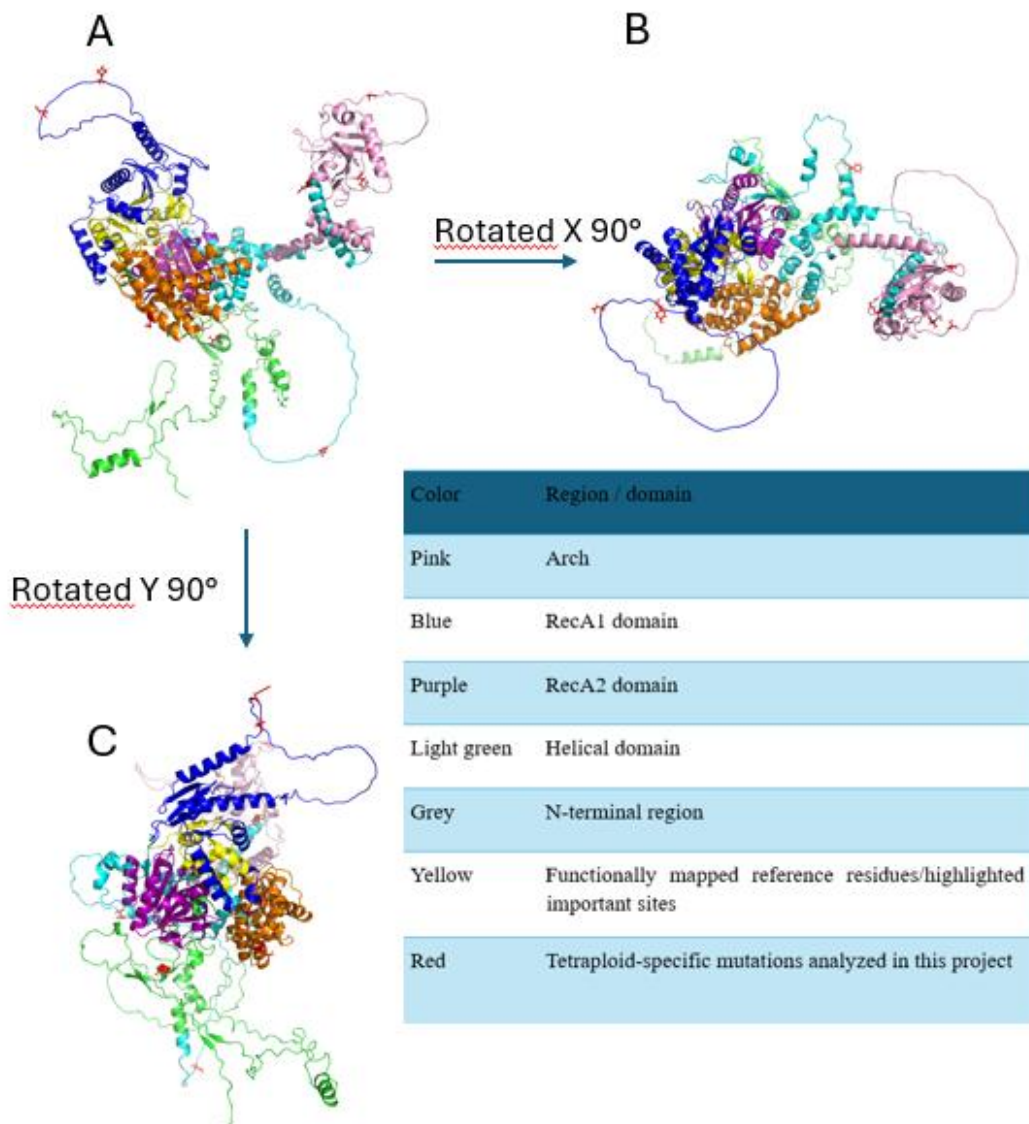 A
B
Rotated X 90°
Rotated Y 90°
C
Color Region / domain
Pink Arch
Blue RecA1 domain
Purple RecA2 domain
Light green Helical domain
Grey N-terminal region
Yellow Functionally mapped reference residues/highlighted
important sites
Red Tetraploid-specific mutations analyzed in this project